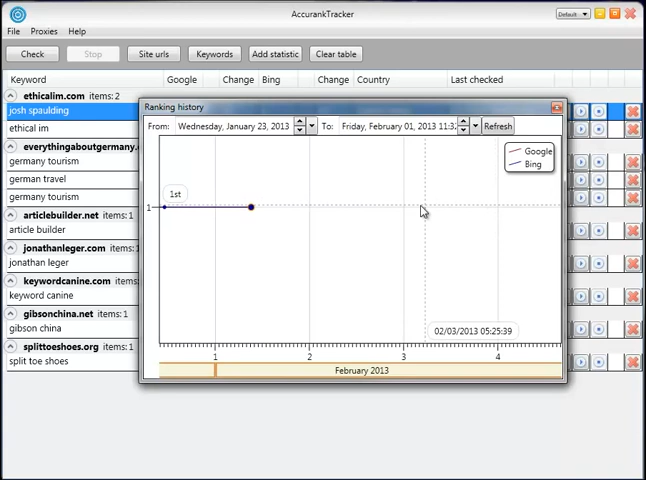 AccurankTracker
Default
File Proxies Help
Check Stop Site urls Keywords Add statistic Clear table
Keyword Google Change Bing Change Country Last checked
ethicalim.com items: 2
josh spaulding
ethical im
everythingaboutgermany.
germany tourism
german travel
germany tourism
articlebuilder.net items: 1
article builder
jonathanleger.com items:
jonathan leger
keywordcanine.com items:
keyword canine
gibsonchina.net items: 1
gibson china
splittoeshoes.org items: 1
split toe shoes
Ranking history
From: Wednesday, January 23, 2013 To: Friday, February 01, 2013 11:3 Refresh
Google
Bing
1st
1
02/03/2013 05:25:39
1 2 3 4
February 2013